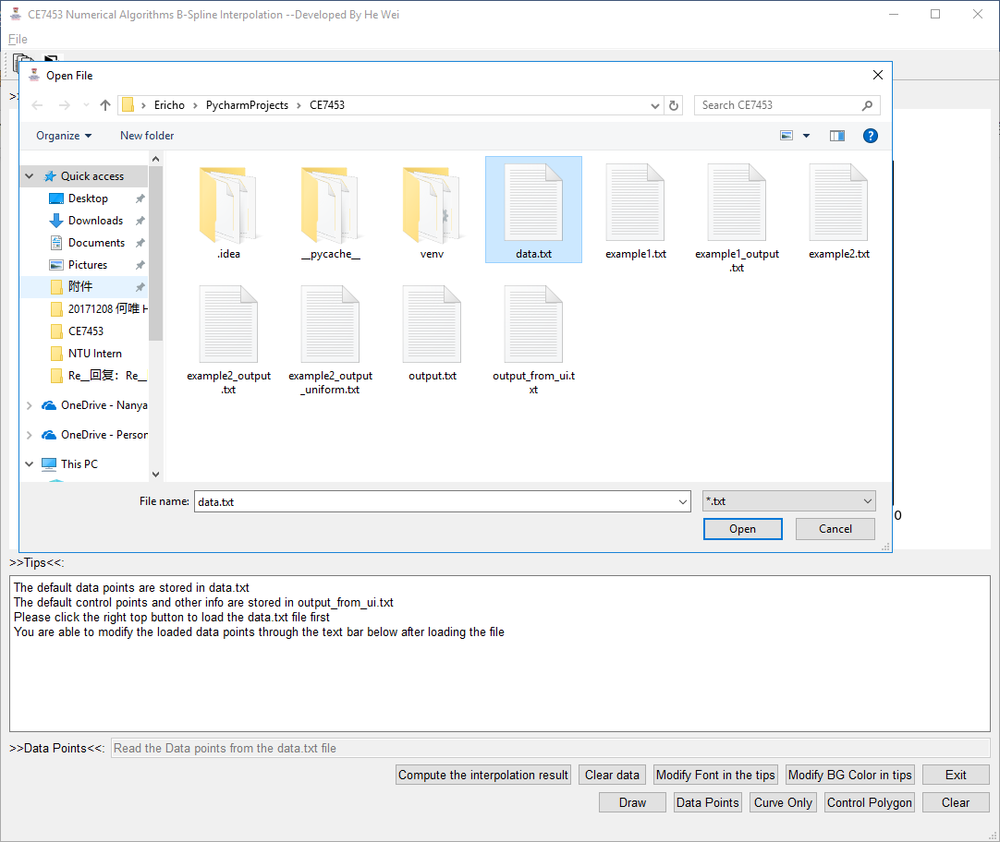 CE7453 Numerical Algorithms B-Spline Interpolation --Developed By He Wei
File
Open File
>>
Ericho > PycharmProjects > CE7453
Search CE7453
Organize
New folder
Quick access
Desktop
Downloads
Documents
Pictures
附件
20171208 何唯 H
CE7453
NTU Intern
Re__回复：Re__
OneDrive - Nanya
OneDrive - Person
This PC
.idea
__pycache__
venv
data.txt
example1.txt
example1_output
.txt
example2.txt
example2_output
.txt
example2_output
_uniform.txt
output.txt
output_from_ui.t
xt
File name: data.txt
*.txt
Open
Cancel
0
>>Tips<<:
The default data points are stored in data.txt
The default control points and other info are stored in output_from_ui.txt
Please click the right top button to load the data.txt file first
You are able to modify the loaded data points through the text bar below after loading the file
>>Data Points<<: Read the Data points from the data.txt file
Compute the interpolation result
Clear data
Modify Font in the tips
Modify BG Color in tips
Exit
Draw
Data Points
Curve Only
Control Polygon
Clear